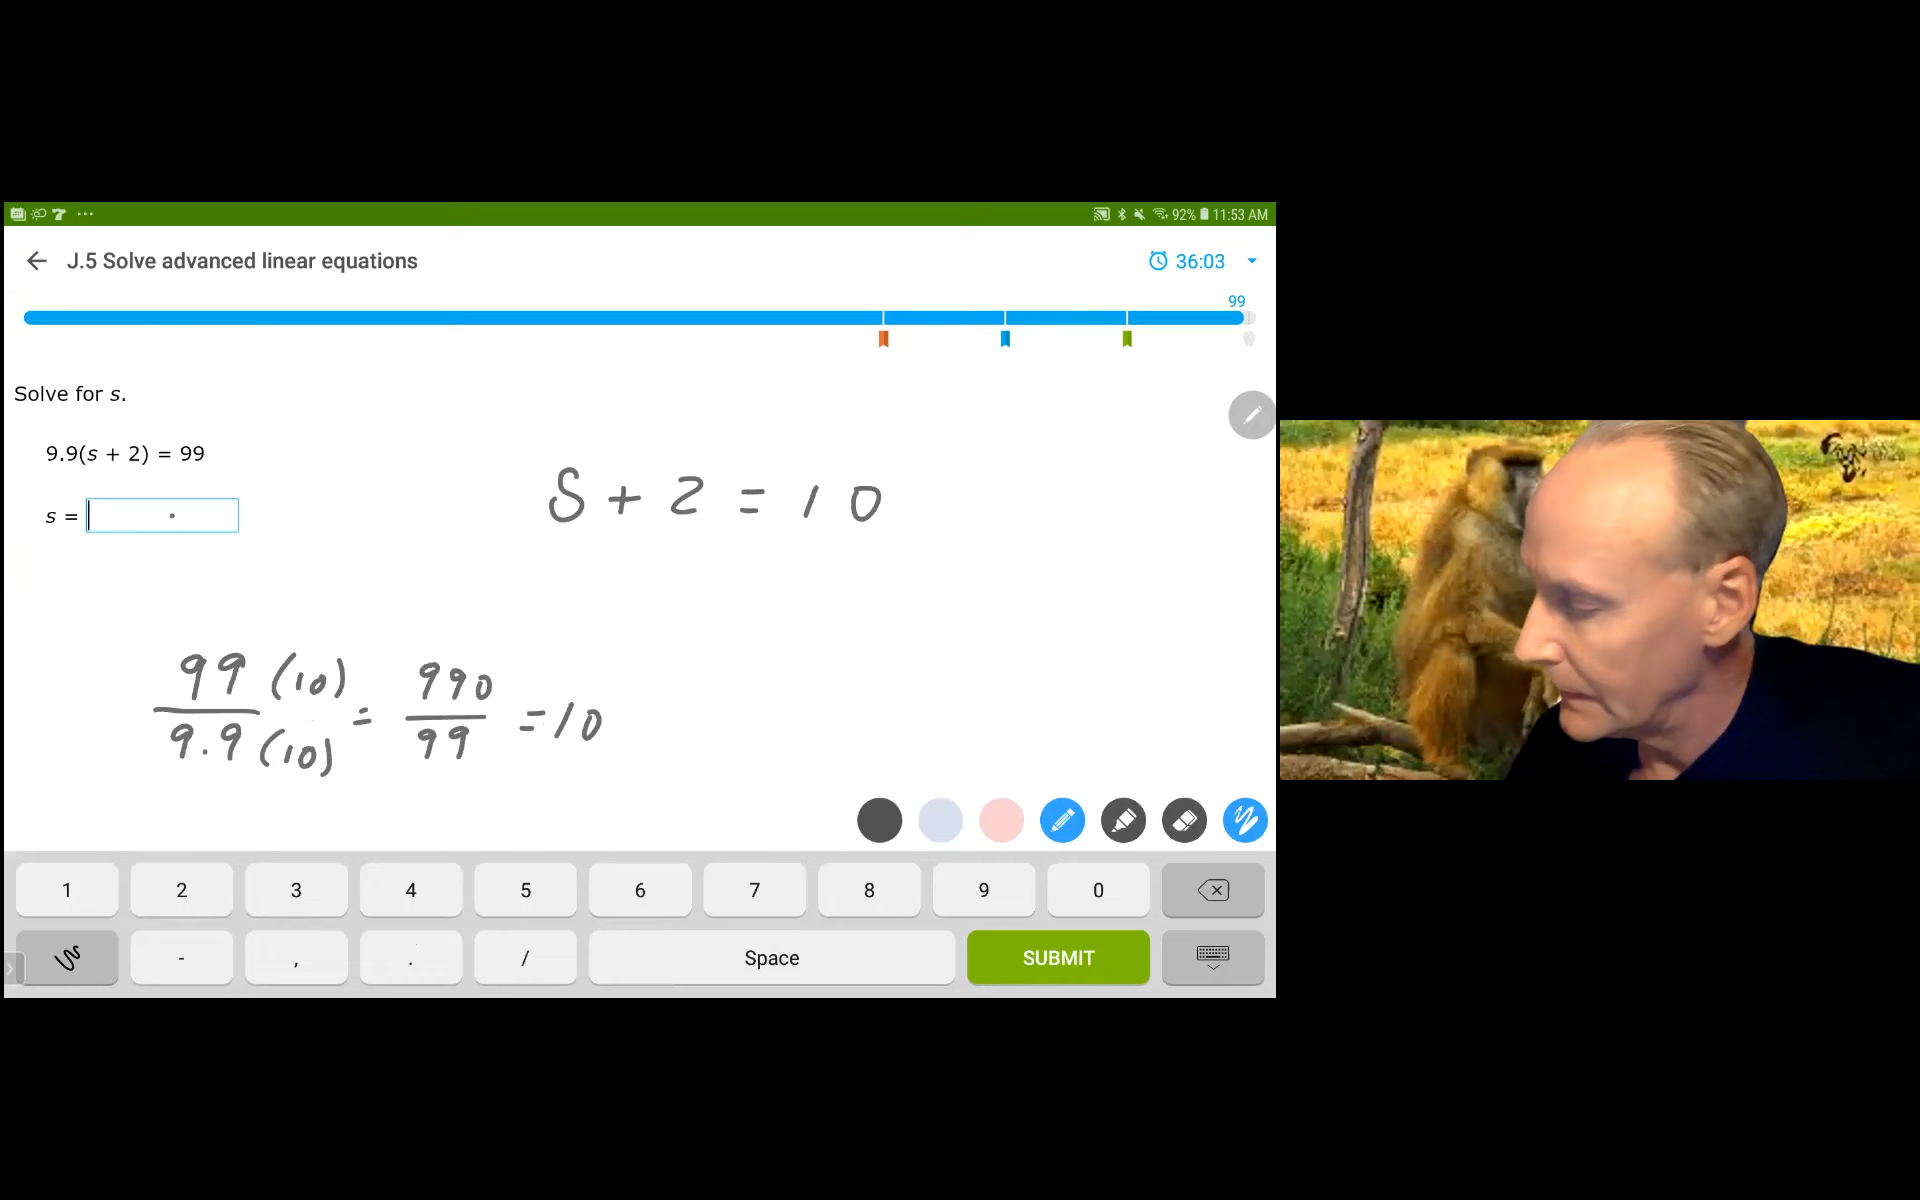 92% 11:53 AM
J.5 Solve advanced linear equations
36:03
99
Solve for s.
9.9(s + 2) = 99
s =
S + 2 = 10
99 (10) = 990 = 10
9.9 (10) 99
1 2 3 4 5 6 7 8 9 0
- , . / Space SUBMIT